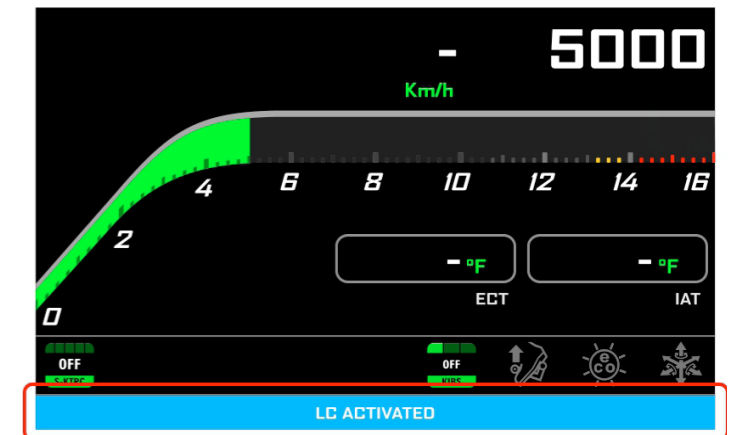 - 5000
Km/h
0 2 4 6 8 10 12 14 16
- °F - °F
ECT IAT
OFF OFF eco
S-KTRC KIBS
LC ACTIVATED